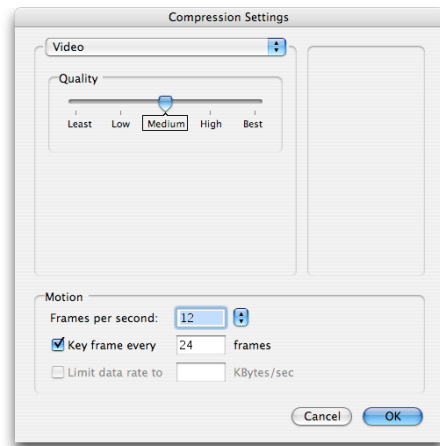 Compression Settings
Video
Quality
Least Low Medium High Best
Motion
Frames per second: 12
Key frame every 24 frames
Limit data rate to KBytes/sec
Cancel OK